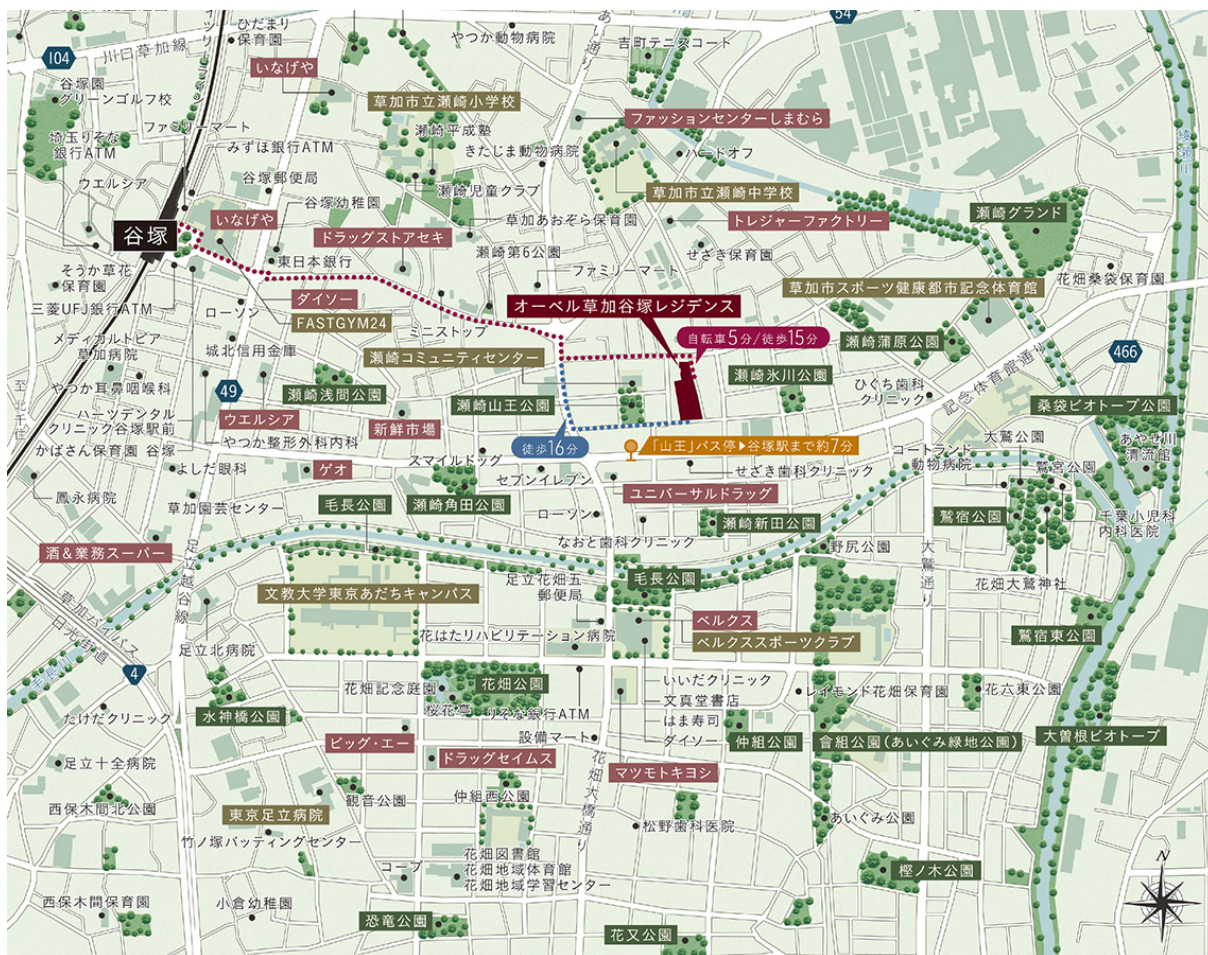 ひだまり
保育園
やつか動物病院
あい通り
54
吉町テニスコート
104
川口草加線
いなげや
谷塚園
グリーンゴルフ校
草加市立瀬崎小学校
ファッションセンターしまむら
綾瀬川
ファミリーマート
瀬崎平成塾
埼玉りそな
銀行ATM
みずほ銀行ATM
きたじま動物病院
ハードオフ
ウエルシア
谷塚郵便局
瀬崎児童クラブ
草加市立瀬崎中学校
谷塚幼稚園
いなげや
草加あおぞら保育園
トレジャーファクトリー
瀬崎グランド
谷塚
ドラッグストアセキ
瀬崎第6公園
せざき保育園
東日本銀行
そうか草花
保育園
ファミリーマート
花畑桑袋保育園
草加市スポーツ健康都市記念体育館
ダイソー
三菱UFJ銀行ATM
ローソン
オーベル草加谷塚レジデンス
FASTGYM24
ミニストップ
自転車5分/徒歩15分
メディカルトピア
草加病院
城北信用金庫
瀬崎コミュニティセンター
瀬崎蒲原公園
466
至北千住
やつか耳鼻咽喉科
49
瀬崎浅間公園
瀬崎氷川公園
ひぐち歯科
クリニック
記念体育館通り
ハーツデンタル
クリニック谷塚駅前
ウエルシア
新鮮市場
瀬崎山王公園
桑袋ビオトープ公園
かばさん保育園 谷塚
やつか整形外科内科
徒歩16分
「山王」バス停▶谷塚駅まで約7分
大鷲公園
あやせ川
清流館
よしだ眼科
ゲオ
スマイルドッグ
せざき歯科クリニック
コートランド
動物病院
鷲宮公園
鳳永病院
セブンイレブン
ユニバーサルドラッグ
草加園芸センター
毛長公園
瀬崎角田公園
ローソン
瀬崎新田公園
鷲宿公園
千葉小児科
内科医院
酒&業務スーパー
足立越谷線
なおと歯科クリニック
野尻公園
大鷲通り
花畑大鷲神社
足立花畑五
郵便局
毛長公園
文教大学東京あだちキャンパス
草加バイパス
日光街道
ベルクス
ベルクススポーツクラブ
鷲宿東公園
花はたリハビリテーション病院
足立北病院
毛長川
4
花畑記念庭園
花畑公園
いいだクリニック
レイモンド花畑保育園
花六東公園
桜花亭
文真堂書店
たけだクリニック
水神橋公園
りそな銀行ATM
はま寿司
設備マート
ダイソー
仲組公園
會組公園(あいぐみ緑地公園)
大曽根ビオトープ
ビッグ・エー
ドラッグセイムス
足立十全病院
マツモトキヨシ
花畑大橋通り
西保木間北公園
観音公園
仲組西公園
東京足立病院
松野歯科医院
あいぐみ公園
竹ノ塚バッティングセンター
花畑図書館
花畑地域体育館
花畑地域学習センター
コープ
樫ノ木公園
N
西保木間保育園
小倉幼稚園
恐竜公園
花又公園